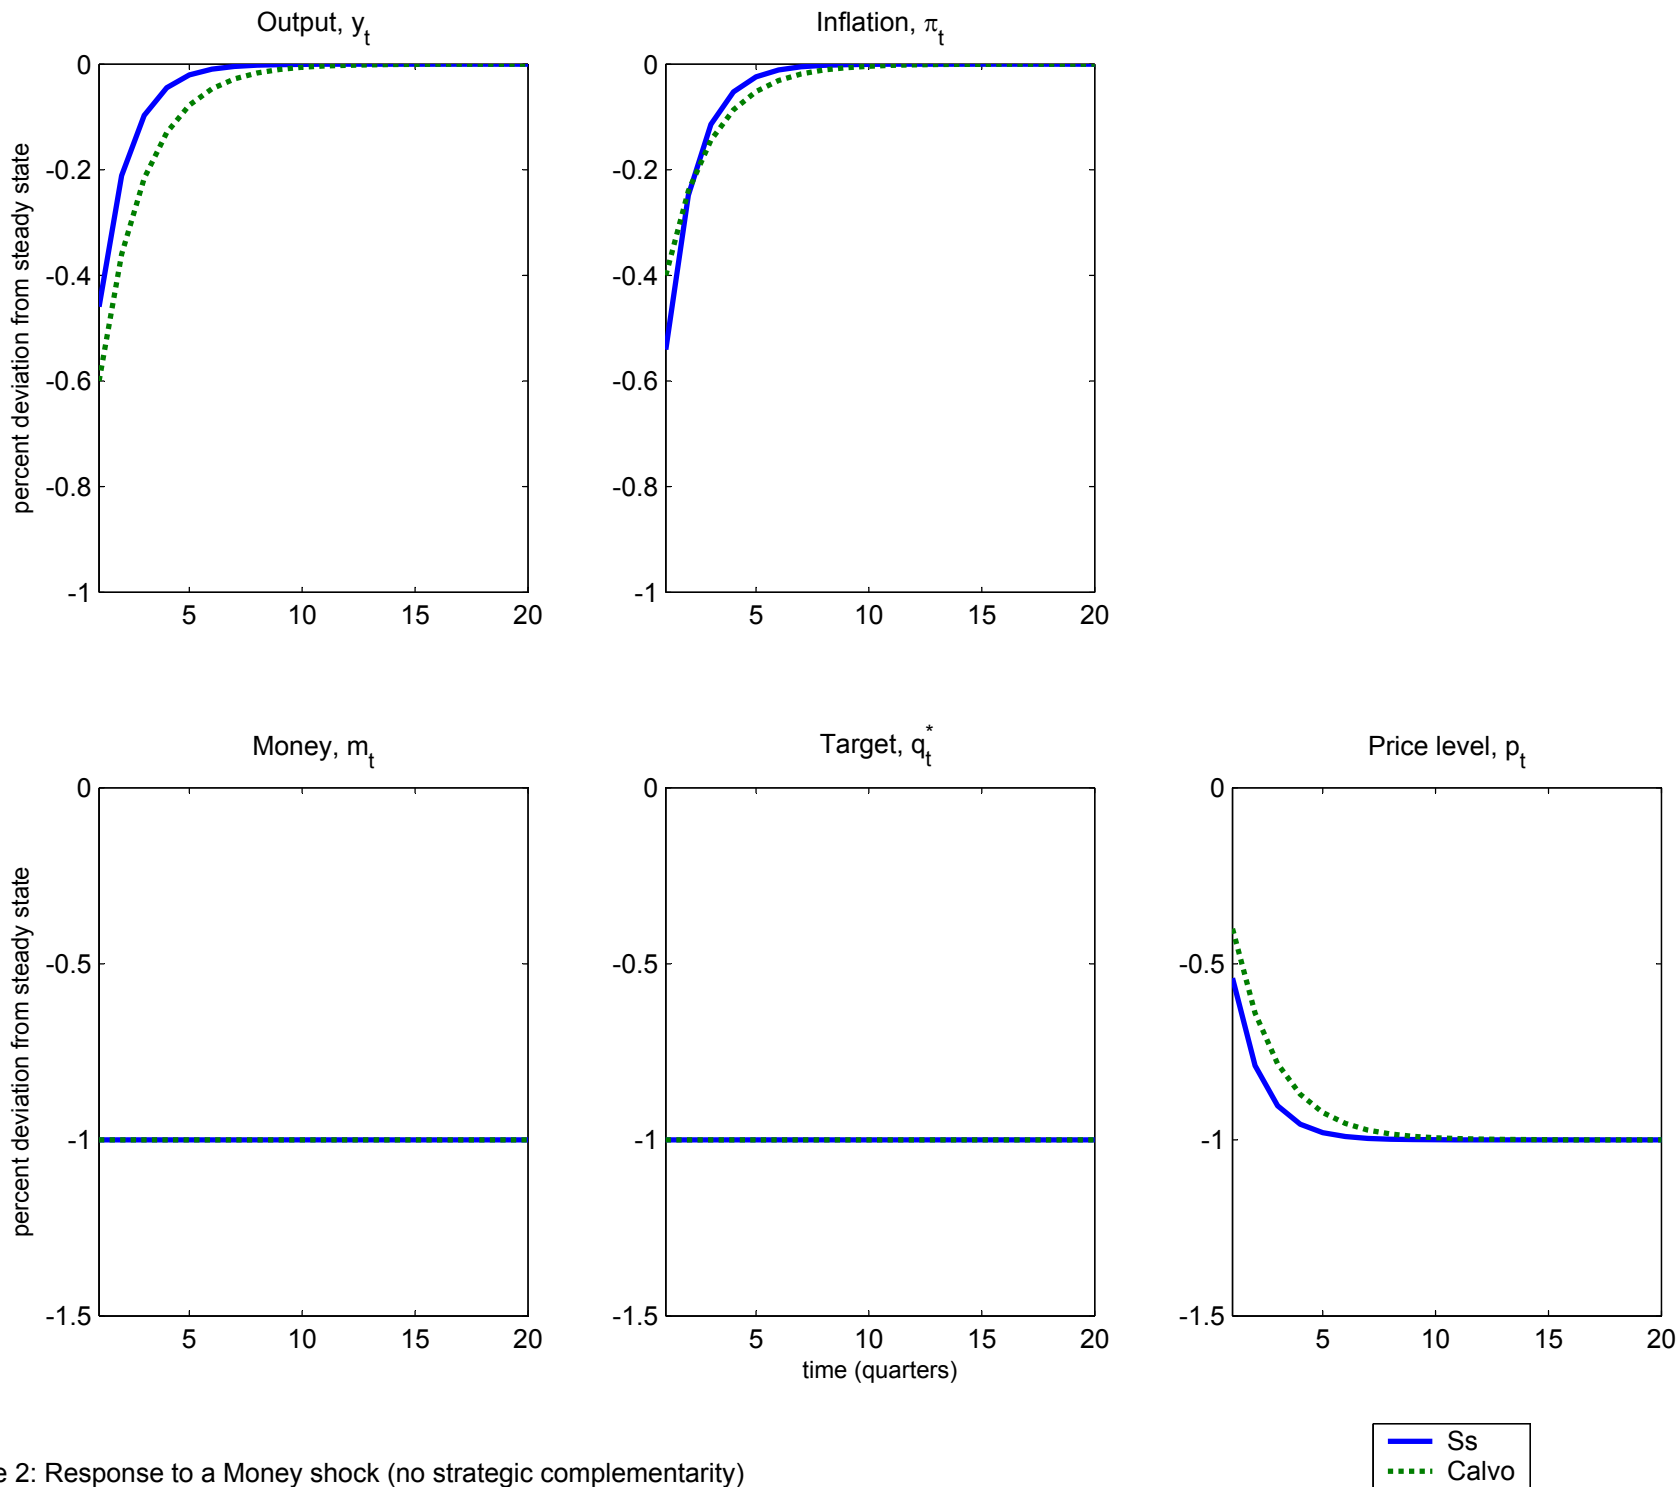 Output, y_t
Inflation, π_t
percent deviation from steady state
0
-0.2
-0.4
-0.6
-0.8
-1
5 10 15 20
0
-0.2
-0.4
-0.6
-0.8
-1
5 10 15 20
Money, m_t
Target, q_t^*
Price level, p_t
percent deviation from steady state
0
-0.5
-1
-1.5
5 10 15 20
0
-0.5
-1
-1.5
5 10 15 20
time (quarters)
0
-0.5
-1
-1.5
5 10 15 20
Ss
Calvo
e 2: Response to a Money shock (no strategic complementarity)